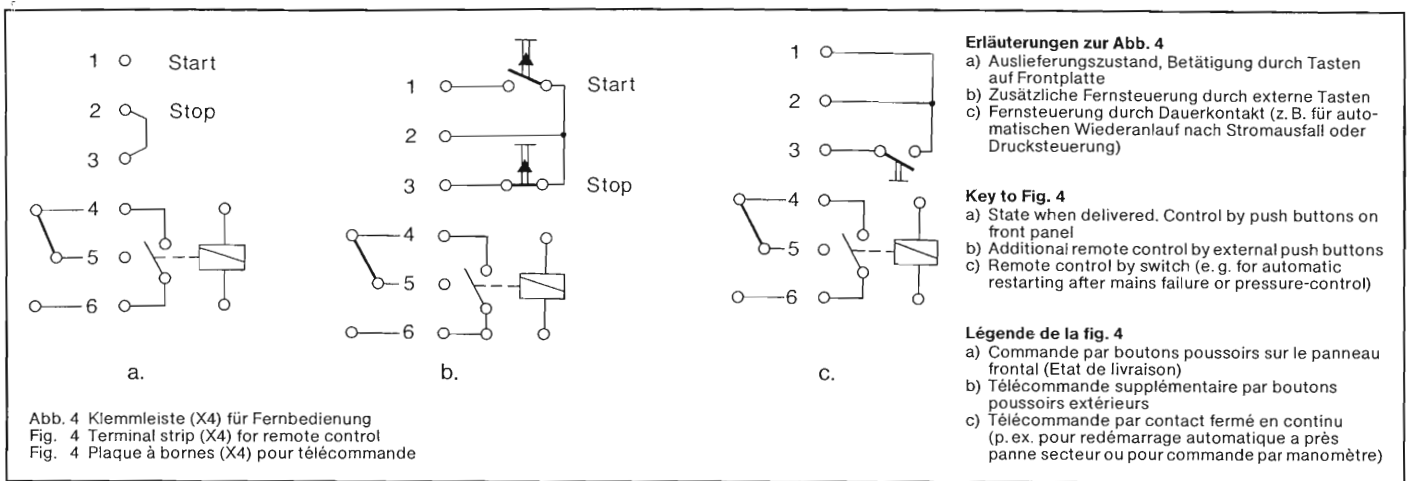 1 Start
2 Stop
3
4
5
6
a.
1 Start
2
3 Stop
4
5
6
b.
1
2
3
4
5
6
c.
Abb. 4 Klemmleiste (X4) für Fernbedienung
Fig. 4 Terminal strip (X4) for remote control
Fig. 4 Plaque à bornes (X4) pour télécommande
Erläuterungen zur Abb. 4
a) Auslieferungszustand, Betätigung durch Tasten
auf Frontplatte
b) Zusätzliche Fernsteuerung durch externe Tasten
c) Fernsteuerung durch Dauerkontakt (z. B. für auto-
matischen Wiederanlauf nach Stromausfall oder
Drucksteuerung)
Key to Fig. 4
a) State when delivered. Control by push buttons on
front panel
b) Additional remote control by external push buttons
c) Remote control by switch (e. g. for automatic
restarting after mains failure or pressure-control)
Légende de la fig. 4
a) Commande par boutons poussoirs sur le panneau
frontal (Etat de livraison)
b) Télécommande supplémentaire par boutons
poussoirs extérieurs
c) Télécommande par contact fermé en continu
(p. ex. pour redémarrage automatique a près
panne secteur ou pour commande par manomètre)